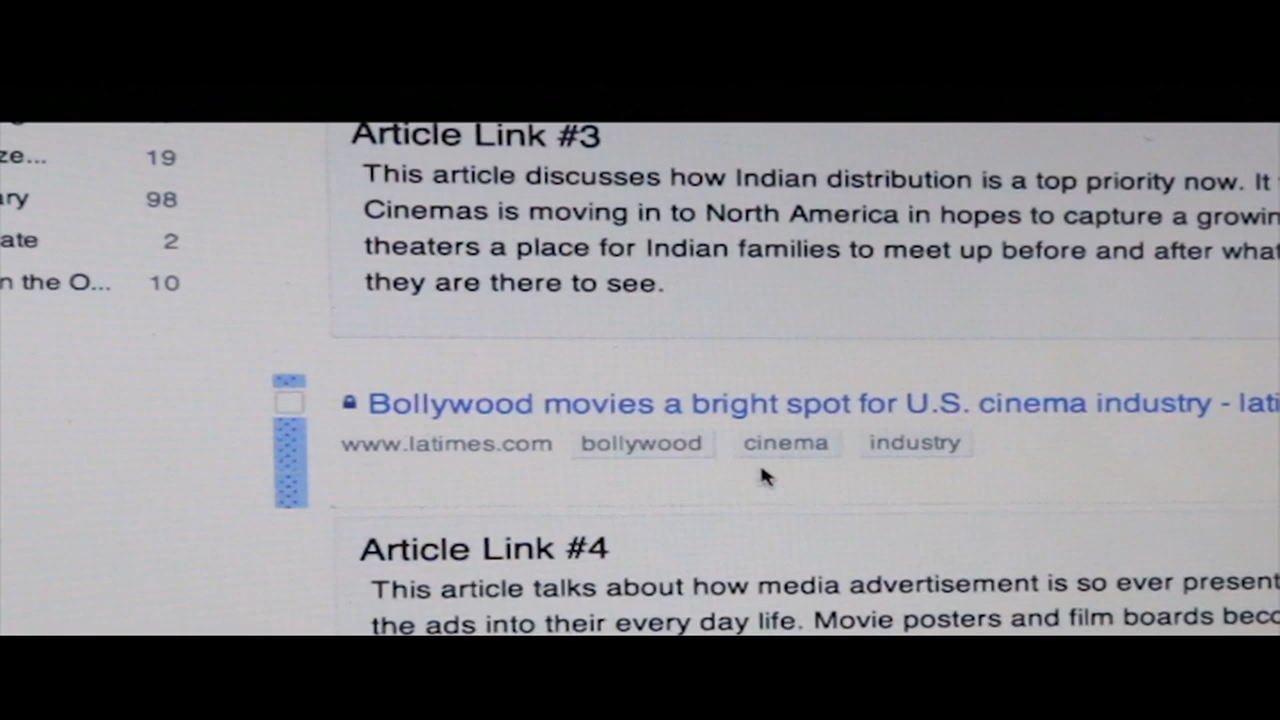 Article Link #3
ze... 19
This article discusses how Indian distribution is a top priority now. It
ry 98
Cinemas is moving in to North America in hopes to capture a growin
ate 2
theaters a place for Indian families to meet up before and after what
n the O... 10
they are there to see.
Bollywood movies a bright spot for U.S. cinema industry - lati
www.latimes.com bollywood cinema industry
Article Link #4
This article talks about how media advertisement is so ever present
the ads into their every day life. Movie posters and film boards beco